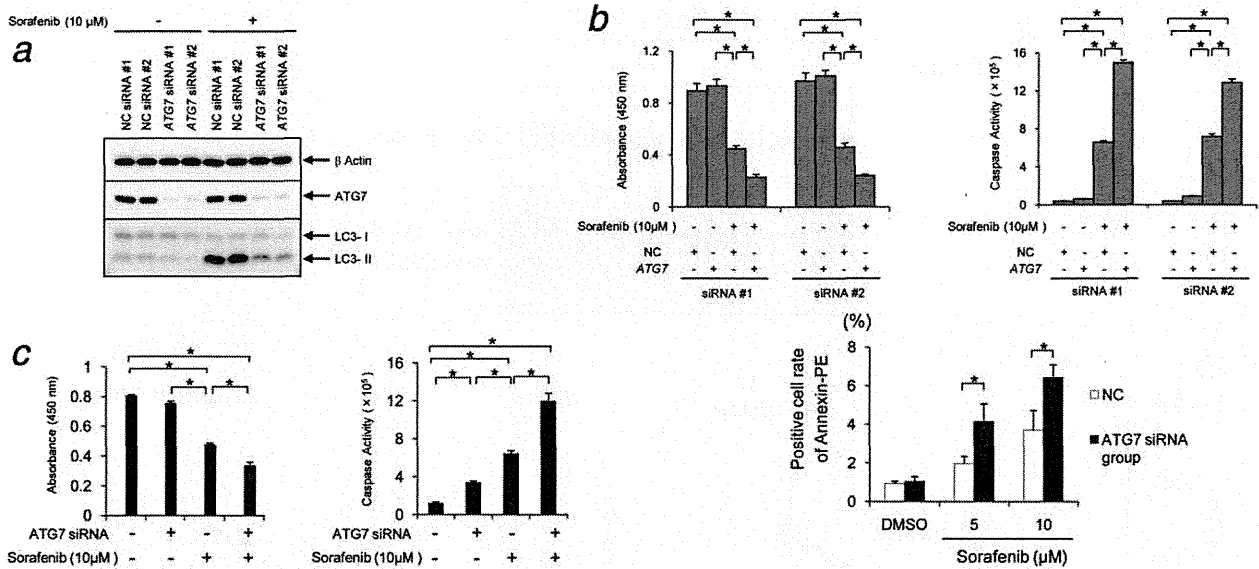 Sorafenib (10 μM) - +
a
NC siRNA #1
NC siRNA #2
ATG7 siRNA #1
ATG7 siRNA #2
NC siRNA #1
NC siRNA #2
ATG7 siRNA #1
ATG7 siRNA #2
β Actin
ATG7
LC3- I
LC3- II
b
* * * *
* * * *
Absorbance (450 nm)
1.2
0.8
0.4
0
Sorafenib (10μM ) - - + + - - + +
NC + - + - + - + -
ATG7 - + - + - + - +
siRNA #1 siRNA #2
* * * *
* * * *
Caspase Activity ( × 10⁵)
16
12
8
4
0
Sorafenib (10μM ) - - + + - - + +
NC + - + - + - + -
ATG7 - + - + - + - +
siRNA #1 siRNA #2
c
* * * *
Absorbance (450 nm)
1
0.8
0.6
0.4
0.2
0
ATG7 siRNA - + - +
Sorafenib (10μM) - - + +
* * * * *
Caspase Activity ( × 10⁵)
16
12
8
4
0
ATG7 siRNA - + - +
Sorafenib (10μM) - - + +
(%)
Positive cell rate
of Annexin-PE
8
6
4
2
0
* *
DMSO 5 10
Sorafenib (μM)
NC
ATG7 siRNA
group